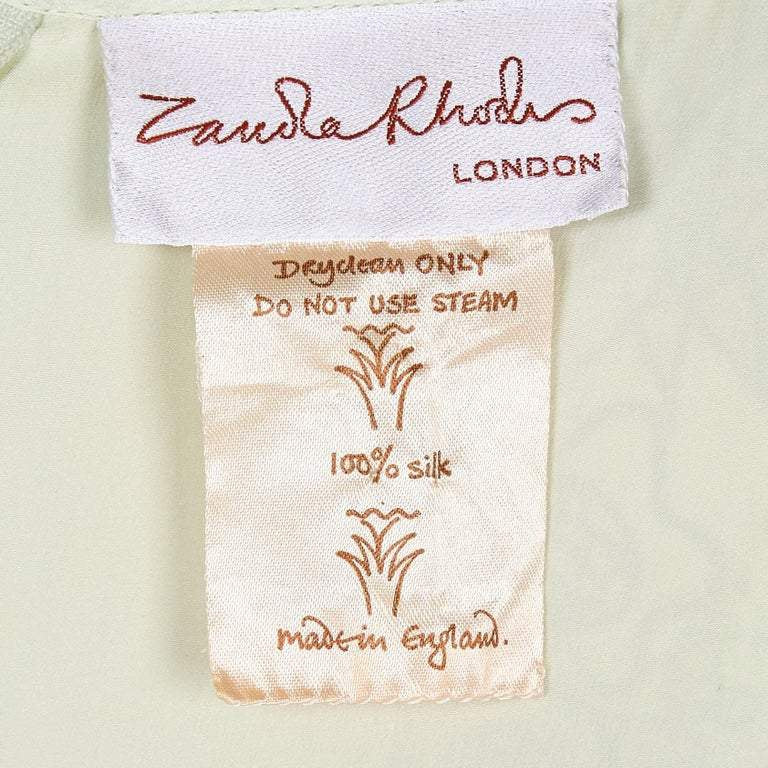 Zandra Rhodes
LONDON
Dryclean ONLY
DO NOT USE STEAM
100% silk
made in England.